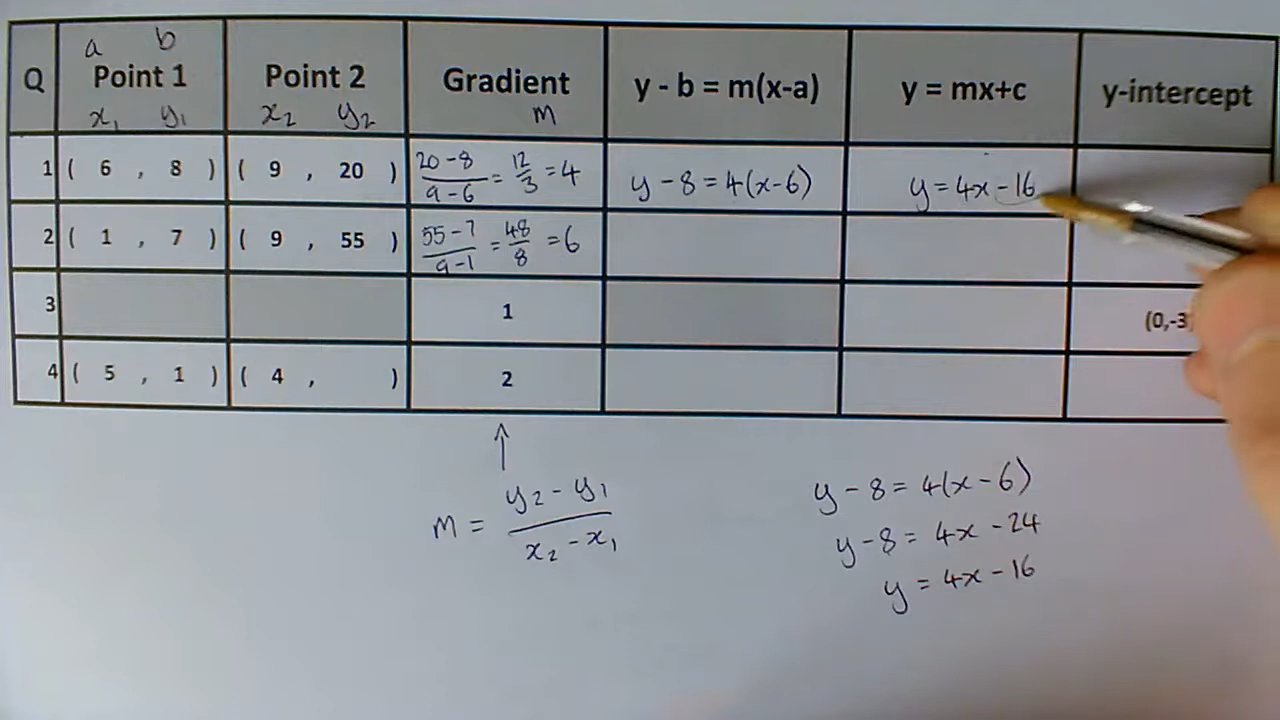 a b
Q Point 1 Point 2 Gradient y - b = m(x-a) y = mx+c y-intercept
x₁ y₁ x₂ y₂ m
1 ( 6 , 8 ) ( 9 , 20 ) 20-8/9-6 = 12/3 = 4 y - 8 = 4(x-6) y = 4x - 16
2 ( 1 , 7 ) ( 9 , 55 ) 55-7/9-1 = 48/8 = 6
3 1 (0,-3
4 ( 5 , 1 ) ( 4 , ) 2
↑
m = y₂ - y₁/x₂ - x₁
y - 8 = 4(x - 6)
y - 8 = 4x - 24
y = 4x - 16